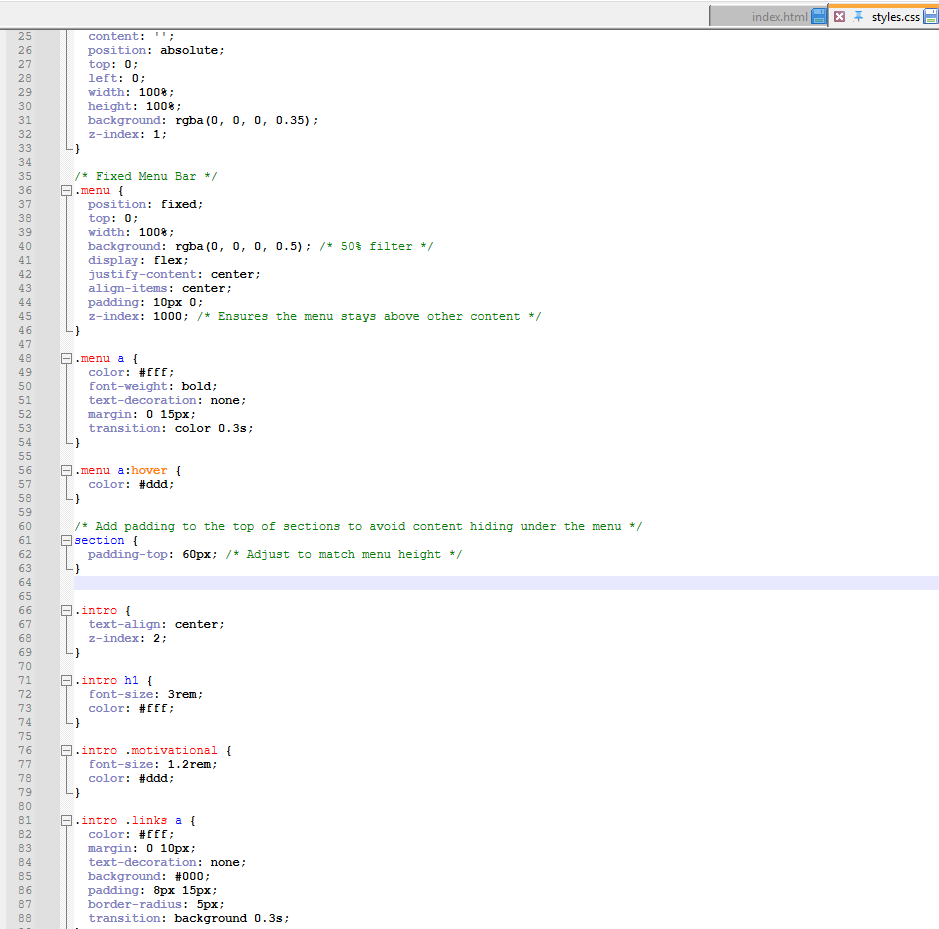 index.html styles.css
25 content: '';
26 position: absolute;
27 top: 0;
28 left: 0;
29 width: 100%;
30 height: 100%;
31 background: rgba(0, 0, 0, 0.35);
32 z-index: 1;
33 }
34
35 /* Fixed Menu Bar */
36 .menu {
37 position: fixed;
38 top: 0;
39 width: 100%;
40 background: rgba(0, 0, 0, 0.5); /* 50% filter */
41 display: flex;
42 justify-content: center;
43 align-items: center;
44 padding: 10px 0;
45 z-index: 1000; /* Ensures the menu stays above other content */
46 }
47
48 .menu a {
49 color: #fff;
50 font-weight: bold;
51 text-decoration: none;
52 margin: 0 15px;
53 transition: color 0.3s;
54 }
55
56 .menu a:hover {
57 color: #ddd;
58 }
59
60 /* Add padding to the top of sections to avoid content hiding under the menu */
61 section {
62 padding-top: 60px; /* Adjust to match menu height */
63 }
64
65
66 .intro {
67 text-align: center;
68 z-index: 2;
69 }
70
71 .intro h1 {
72 font-size: 3rem;
73 color: #fff;
74 }
75
76 .intro .motivational {
77 font-size: 1.2rem;
78 color: #ddd;
79 }
80
81 .intro .links a {
82 color: #fff;
83 margin: 0 10px;
84 text-decoration: none;
85 background: #000;
86 padding: 8px 15px;
87 border-radius: 5px;
88 transition: background 0.3s;